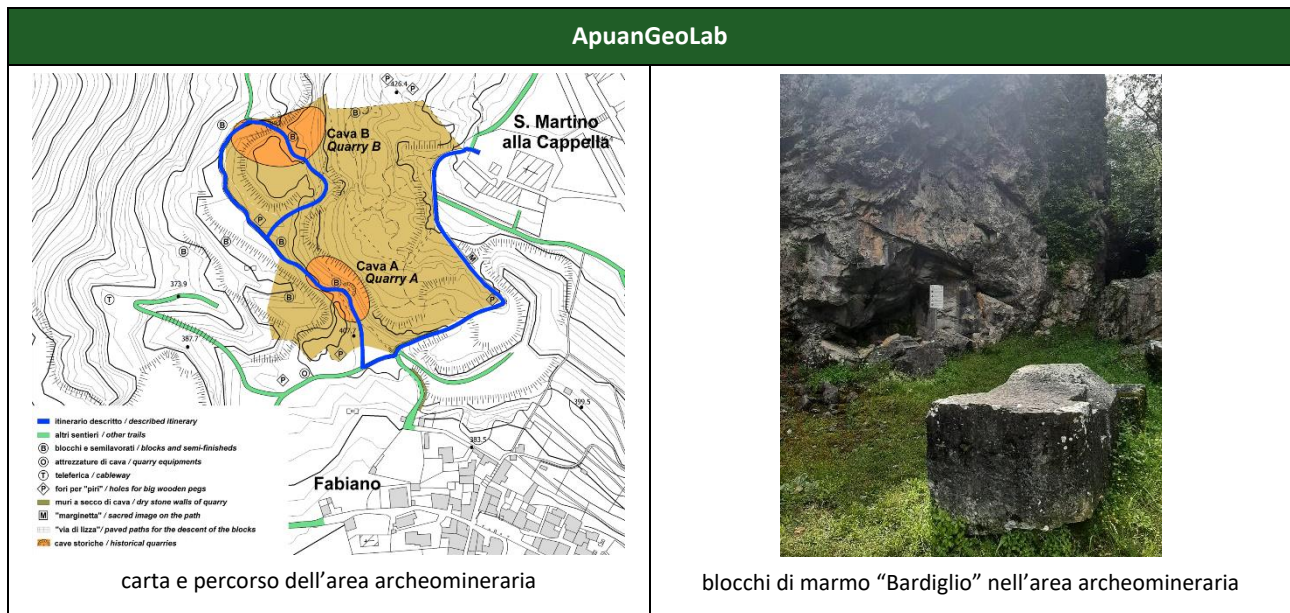 ApuanGeoLab
S. Martino
alla Cappella
426.4
P
P
B
B
B
Cava B
Quarry B
P
B
B
B
Cava A
Quarry A
B
B
M
P
T
373.9
387.7
407.7
P
P
O
399.5
383.5
Fabiano
itinerario descritto / described itinerary
altri sentieri / other trails
B blocchi e semilavorati / blocks and semi-finisheds
O attrezzature di cava / quarry equipments
T teleferica / cableway
P fori per "piri" / holes for big wooden pegs
muri a secco di cava / dry stone walls of quarry
M "marginetta" / sacred image on the path
"via di lizza"/ paved paths for the descent of the blocks
cave storiche / historical quarries
carta e percorso dell'area archeomineraria
blocchi di marmo “Bardiglio” nell'area archeomineraria